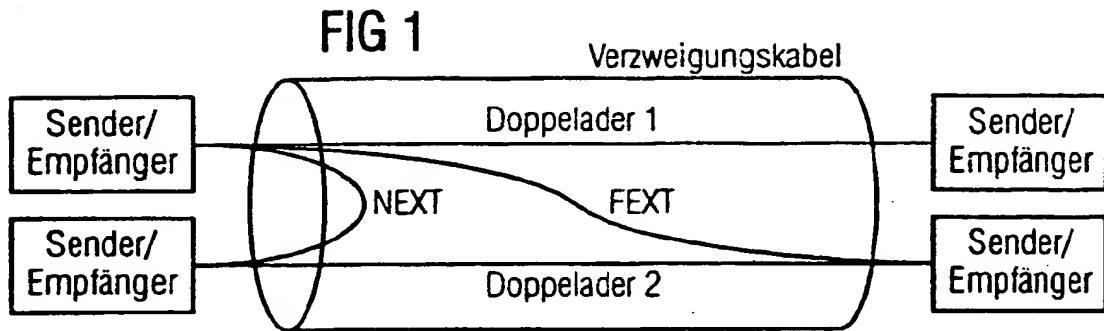 FIG 1
Verzweigungskabel
Sender/
Empfänger
Doppelader 1
Sender/
Empfänger
NEXT
FEXT
Sender/
Empfänger
Doppelader 2
Sender/
Empfänger